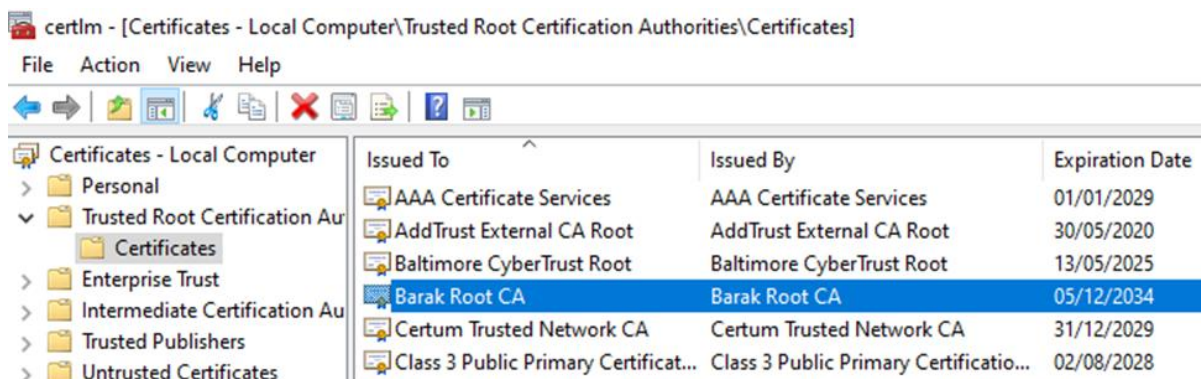 certlm - [Certificates - Local Computer\Trusted Root Certification Authorities\Certificates]
File Action View Help
Certificates - Local Computer
Personal
Trusted Root Certification Au
Certificates
Enterprise Trust
Intermediate Certification Au
Trusted Publishers
Untrusted Certificates
Issued To Issued By Expiration Date
AAA Certificate Services AAA Certificate Services 01/01/2029
AddTrust External CA Root AddTrust External CA Root 30/05/2020
Baltimore CyberTrust Root Baltimore CyberTrust Root 13/05/2025
Barak Root CA Barak Root CA 05/12/2034
Certum Trusted Network CA Certum Trusted Network CA 31/12/2029
Class 3 Public Primary Certificat... Class 3 Public Primary Certificatio... 02/08/2028